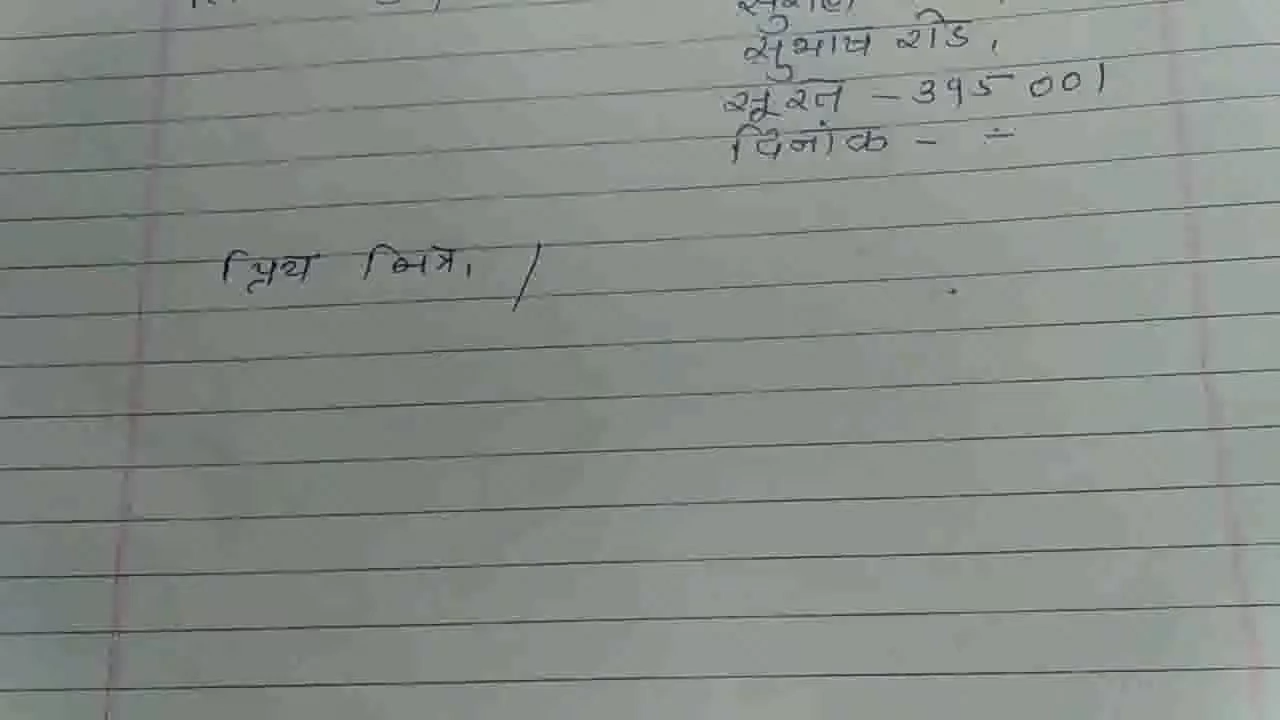 सुभाष रोड,
सूरत - 395 001
दिनांक -
प्रिय मित्र, /